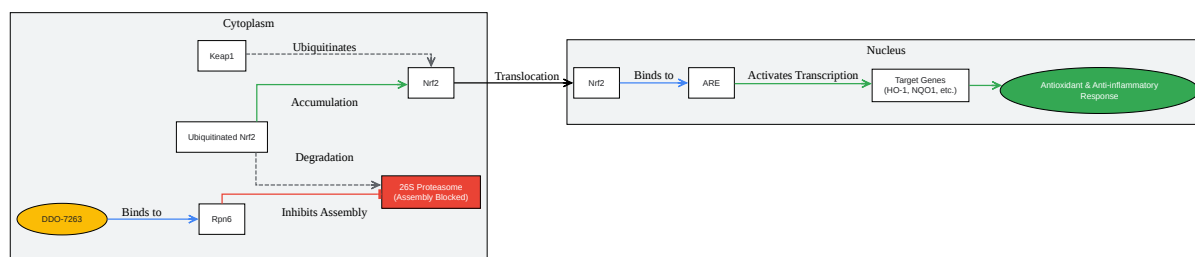 Cytoplasm
Keap1
Ubiquitinates
Nrf2
Accumulation
Ubiquitinated Nrf2
Degradation
26S Proteasome
(Assembly Blocked)
DDO-7263
Binds to
Rpn6
Inhibits Assembly
Translocation
Nucleus
Nrf2
Binds to
ARE
Activates Transcription
Target Genes
(HO-1, NQO1, etc.)
Antioxidant & Anti-inflammatory
Response